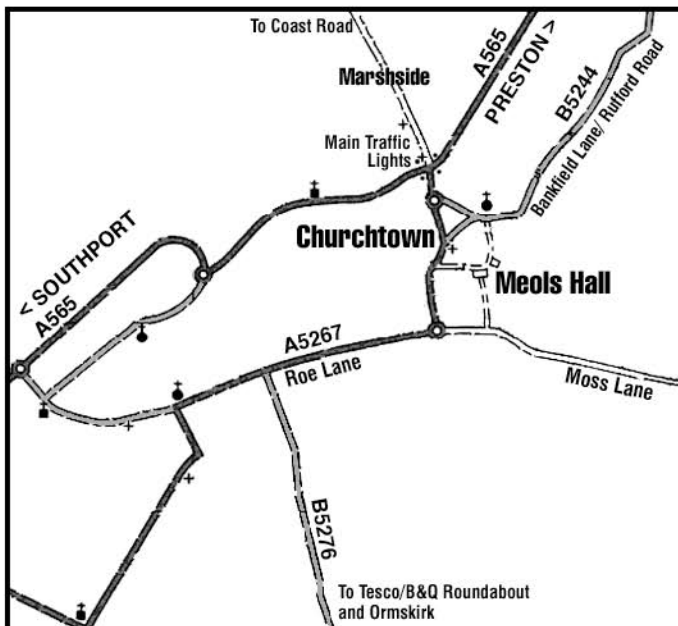 To Coast Road
Marshside
A565
PRESTON >
B5244
Bankfield Lane/ Rufford Road
Main Traffic
Lights
Churchtown
Meols Hall
< SOUTHPORT
A565
A5267
Roe Lane
Moss Lane
B5276
To Tesco/B&Q Roundabout
and Ormskirk